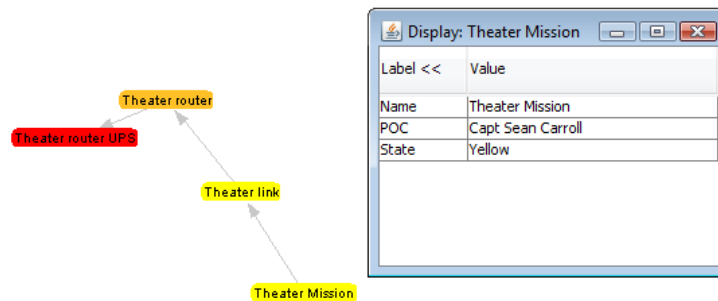 Theater router
Theater router UPS
Theater link
Theater Mission
Display: Theater Mission
Label << Value
Name Theater Mission
POC Capt Sean Carroll
State Yellow